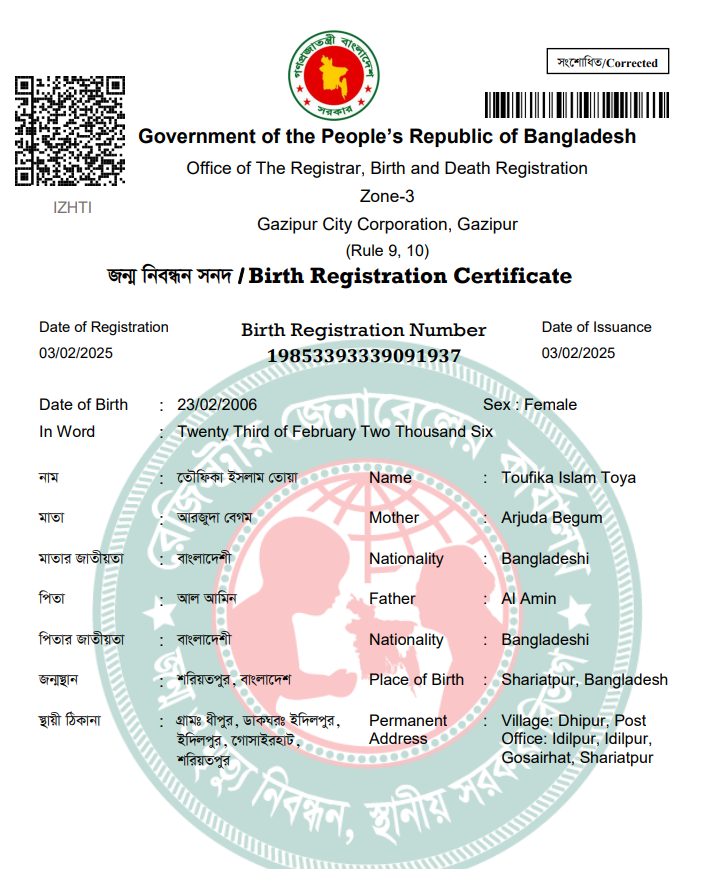 গণপ্রজাতন্ত্রী বাংলাদেশ
সরকার
সংশোধিত/Corrected
IZHTI
Government of the People’s Republic of Bangladesh
Office of The Registrar, Birth and Death Registration
Zone-3
Gazipur City Corporation, Gazipur
(Rule 9, 10)
জন্ম নিবন্ধন সনদ / Birth Registration Certificate
Date of Registration Birth Registration Number Date of Issuance
03/02/2025 19853393339091937 03/02/2025
Date of Birth : 23/02/2006 Sex : Female
In Word : Twenty Third of February Two Thousand Six
নাম : তৌফিকা ইসলাম তোয়া Name : Toufika Islam Toya
মাতা : আরজুদা বেগম Mother : Arjuda Begum
মাতার জাতীয়তা : বাংলাদেশী Nationality : Bangladeshi
পিতা : আল আমিন Father : Al Amin
পিতার জাতীয়তা : বাংলাদেশী Nationality : Bangladeshi
জন্মস্থান : শরিয়তপুর, বাংলাদেশ Place of Birth : Shariatpur, Bangladesh
স্থায়ী ঠিকানা : গ্রামঃ ধীপুর, ডাকঘরঃ ইদিলপুর, Permanent : Village: Dhipur, Post
ইদিলপুর, গোসাইরহাট, Address Office: Idilpur, Idilpur,
শরিয়তপুর Gosairhat, Shariatpur
রেজিস্ট্রার জেনারেলের কার্যালয়
জন্ম ও মৃত্যু নিবন্ধন, স্থানীয় সরকার বিভাগ